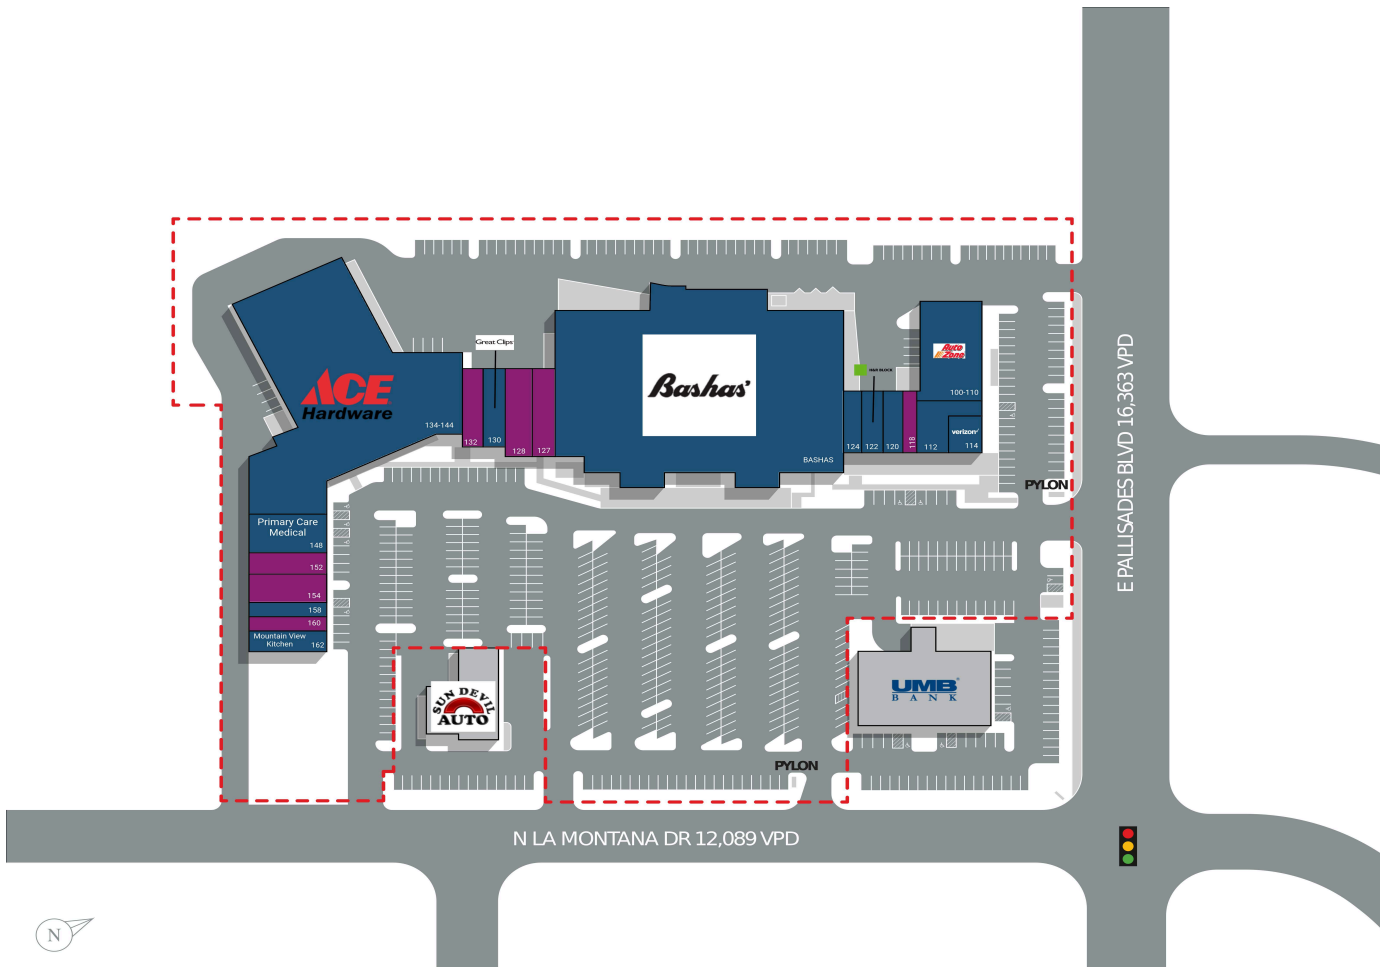 Great Clips
ACE
Hardware
134-144
132
130
128
127
Bashas'
BASHAS
H&R BLOCK
124
122
120
118
112
Auto
Zone
100-110
verizon
114
PYLON
E PALLISADES BLVD 16,363 VPD
Primary Care
Medical
148
152
154
158
160
Mountain View
Kitchen
162
SUN DEVIL
AUTO
UMB
BANK
PYLON
N LA MONTANA DR 12,089 VPD
N